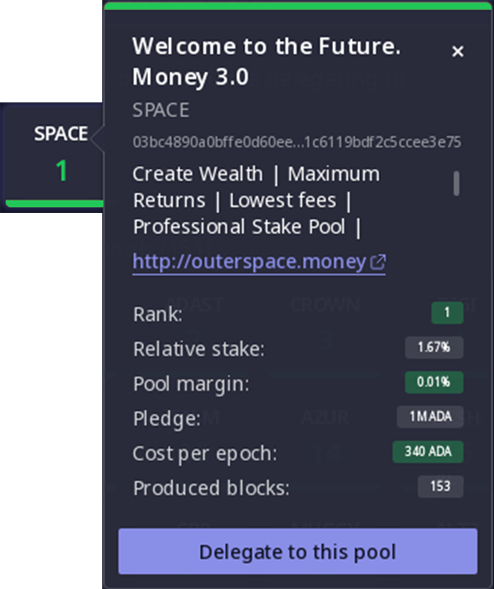 SPACE
1
Welcome to the Future.
Money 3.0
SPACE
03bc4890a0bffe0d60ee...1c6119bdf2c5ccee3e75
Create Wealth | Maximum
Returns | Lowest fees |
Professional Stake Pool |
http://outerspace.money
Rank: 1
Relative stake: 1.67%
Pool margin: 0.01%
Pledge: 1MADA
Cost per epoch: 340 ADA
Produced blocks: 153
Delegate to this pool